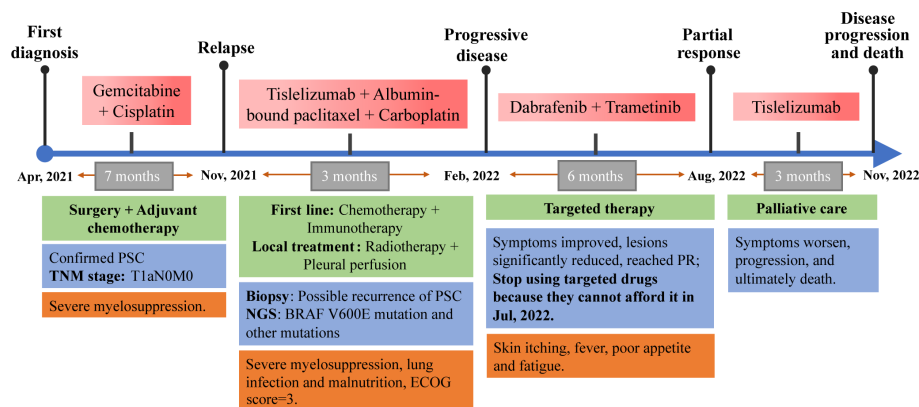 First
diagnosis
Relapse
Progressive
disease
Partial
response
Disease
progression
and death
Gemcitabine
+ Cisplatin
Tislelizumab + Albumin-
bound paclitaxel + Carboplatin
Dabrafenib + Trametinib
Tislelizumab
Apr, 2021
7 months
Nov, 2021
3 months
Feb, 2022
6 months
Aug, 2022
3 months
Nov, 2022
Surgery + Adjuvant
chemotherapy
Confirmed PSC
TNM stage: T1aN0M0
Severe myelosuppression.
First line: Chemotherapy +
Immunotherapy
Local treatment : Radiotherapy +
Pleural perfusion
Biopsy: Possible recurrence of PSC
NGS: BRAF V600E mutation and
other mutations
Severe myelosuppression, lung
infection and malnutrition, ECOG
score=3.
Targeted therapy
Symptoms improved, lesions
significantly reduced, reached PR;
Stop using targeted drugs
because they cannot afford it in
Jul, 2022.
Skin itching, fever, poor appetite
and fatigue.
Palliative care
Symptoms worsen,
progression, and
ultimately death.